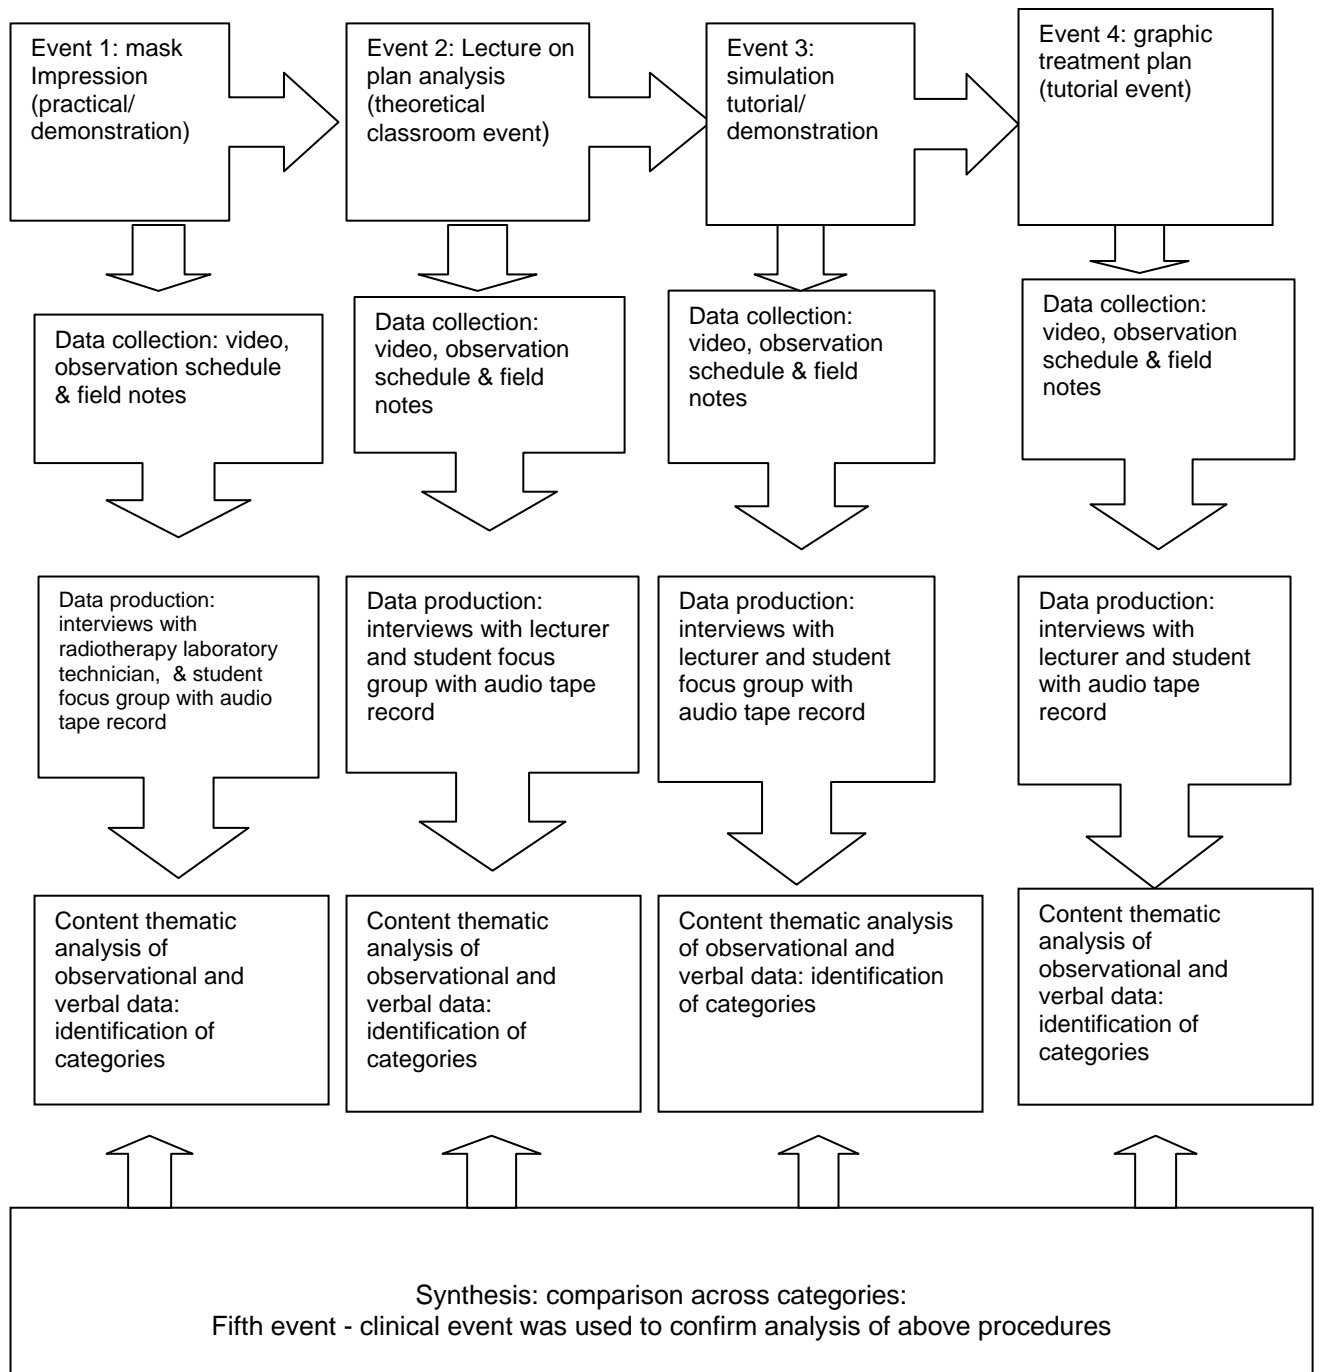 Event 1: mask
Impression
(practical/
demonstration)
Event 2: Lecture on
plan analysis
(theoretical
classroom event)
Event 3:
simulation
tutorial/
demonstration
Event 4: graphic
treatment plan
(tutorial event)
Data collection: video,
observation schedule
& field notes
Data collection:
video, observation
schedule & field
notes
Data collection:
video, observation
schedule & field
notes
Data collection:
video, observation
schedule & field
notes
Data production:
interviews with
radiotherapy laboratory
technician,  & student
focus group with audio
tape record
Data production:
interviews with lecturer
and student focus
group with audio tape
record
Data production:
interviews with
lecturer and student
focus group with
audio tape record
Data production:
interviews with
lecturer and student
with audio tape
record
Content thematic
analysis of
observational and
verbal data:
identification of
categories
Content thematic
analysis of
observational and
verbal data:
identification of
categories
Content thematic analysis
of observational and
verbal data: identification
of categories
Content thematic
analysis of
observational and
verbal data:
identification of
categories
Synthesis: comparison across categories:
Fifth event - clinical event was used to confirm analysis of above procedures